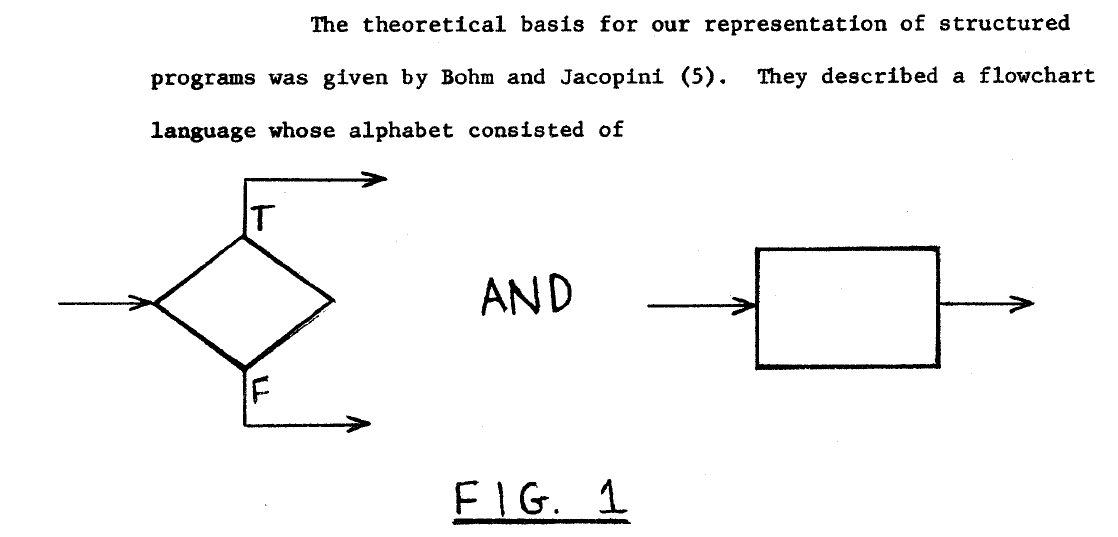 The theoretical basis for our representation of structured
programs was given by Bohm and Jacopini (5).  They described a flowchart
language whose alphabet consisted of
T
AND
F
FIG. 1